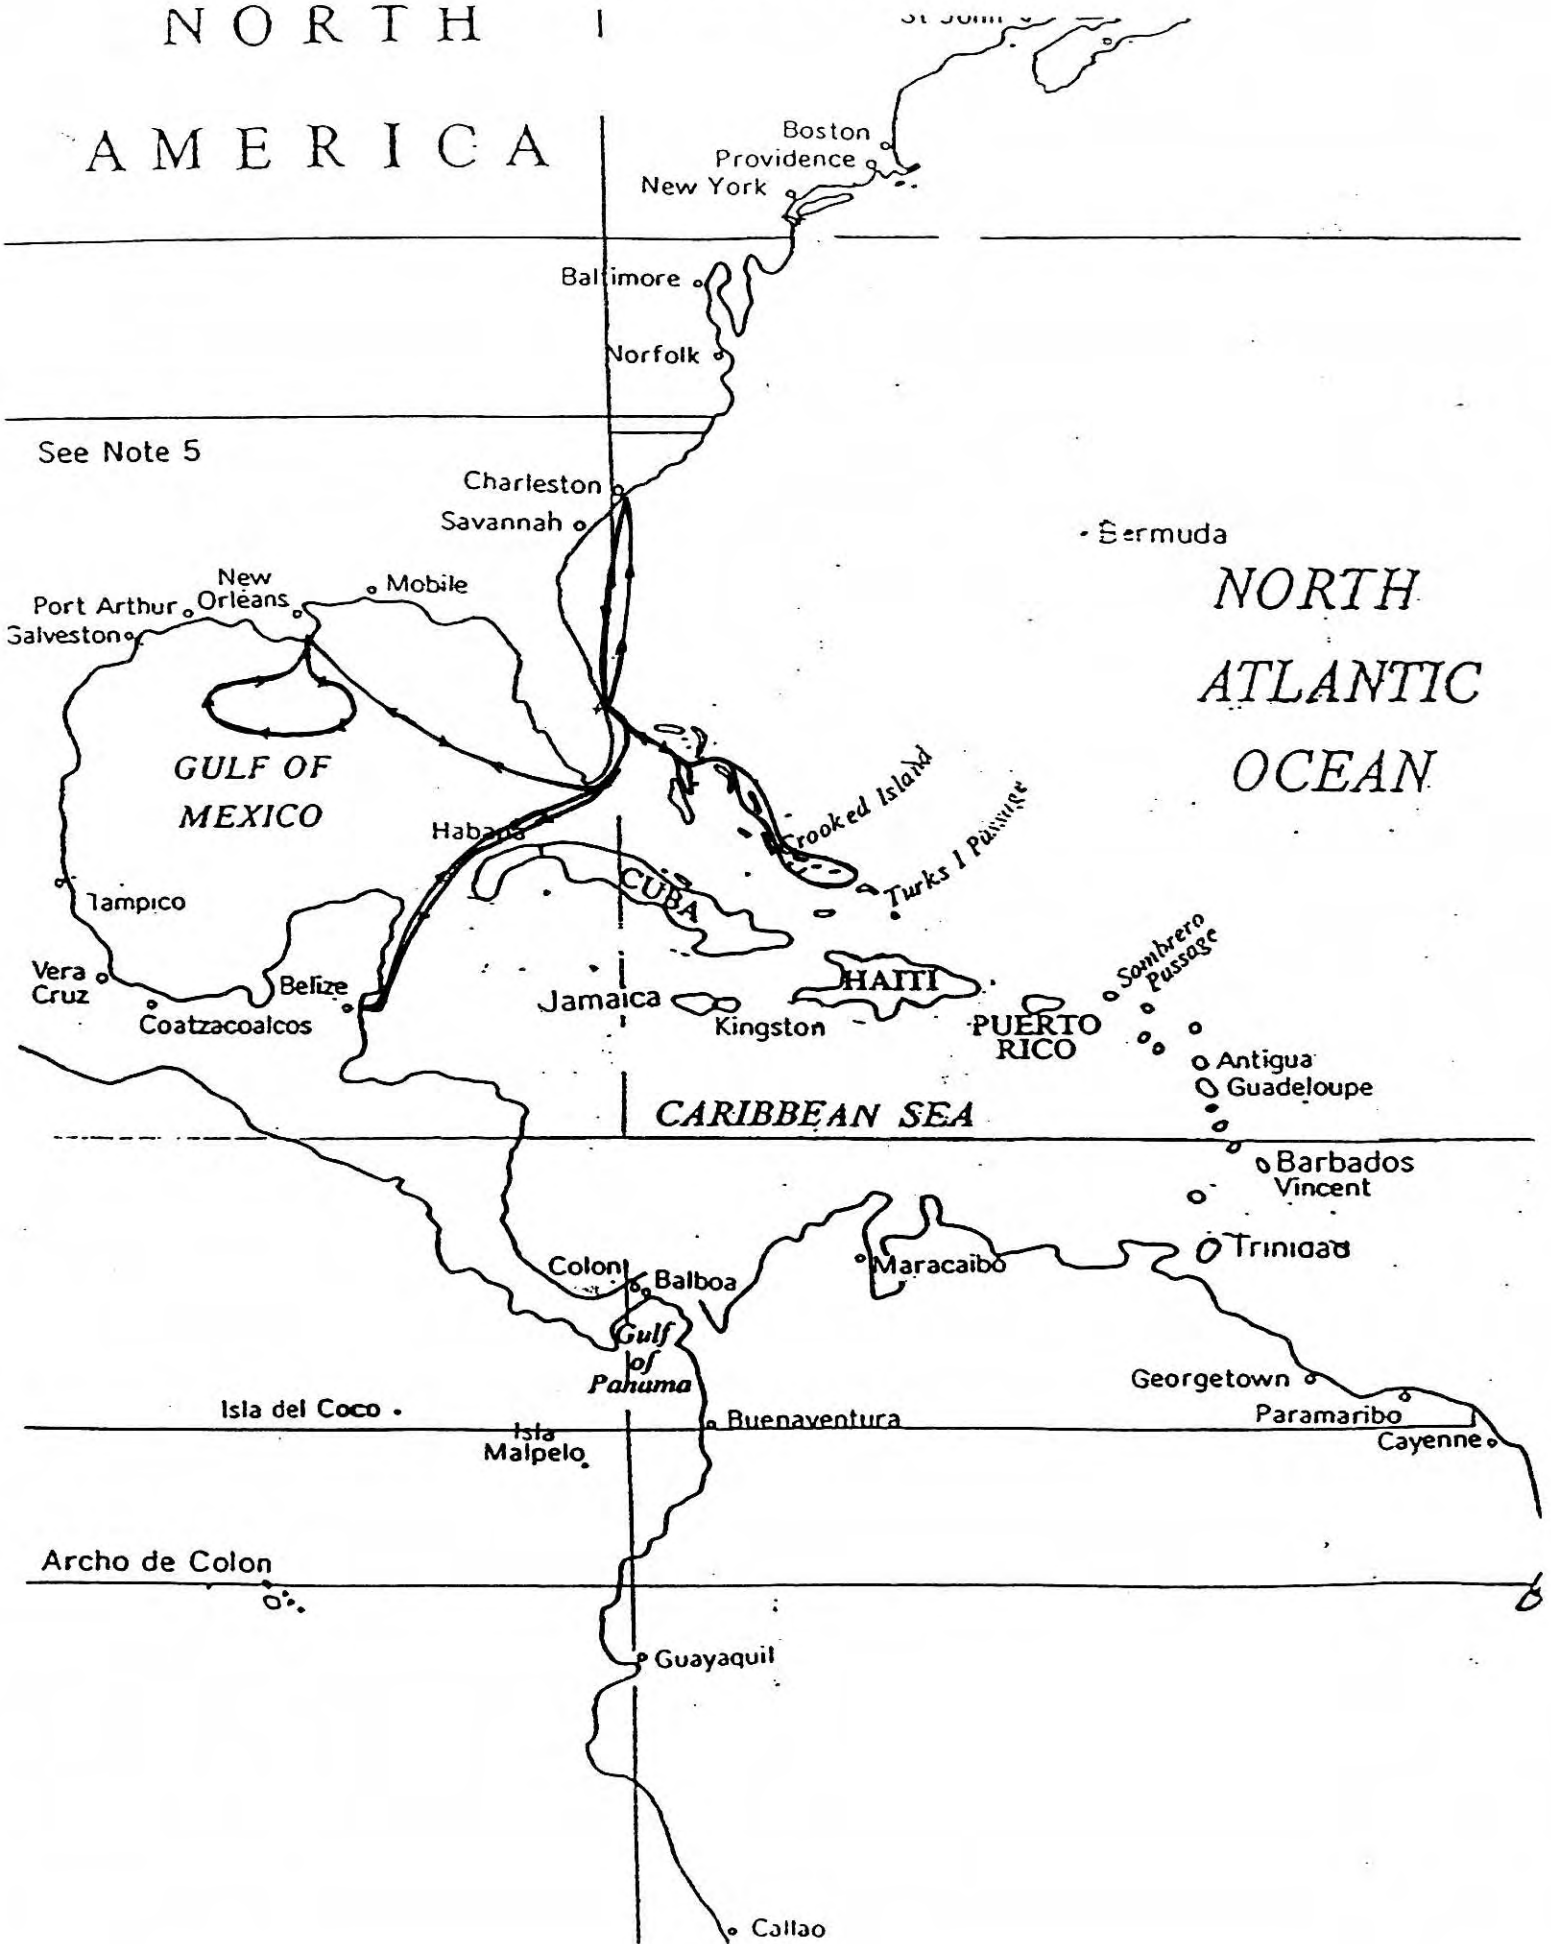 NORTH
AMERICA
Boston
Providence
New York
Baltimore
Norfolk
See Note 5
Charleston
Savannah
Bermuda
NORTH
ATLANTIC
OCEAN
New
Orleans
Mobile
Port Arthur
Galveston
GULF OF
MEXICO
Habana
Crooked Island
Turks I Passage
CUBA
Tampico
Vera
Cruz
Coatzacoalcos
Belize
Jamaica
Kingston
HAITI
PUERTO
RICO
Sombrero
Pussage
Antigua
Guadeloupe
CARIBBEAN SEA
Barbados
Vincent
Trinidad
Colon
Balboa
Maracaibo
Gulf
of
Panuma
Georgetown
Paramaribo
Cayenne
Isla del Coco
Isla
Malpelo
Buenaventura
Archo de Colon
Guayaquil
Callao